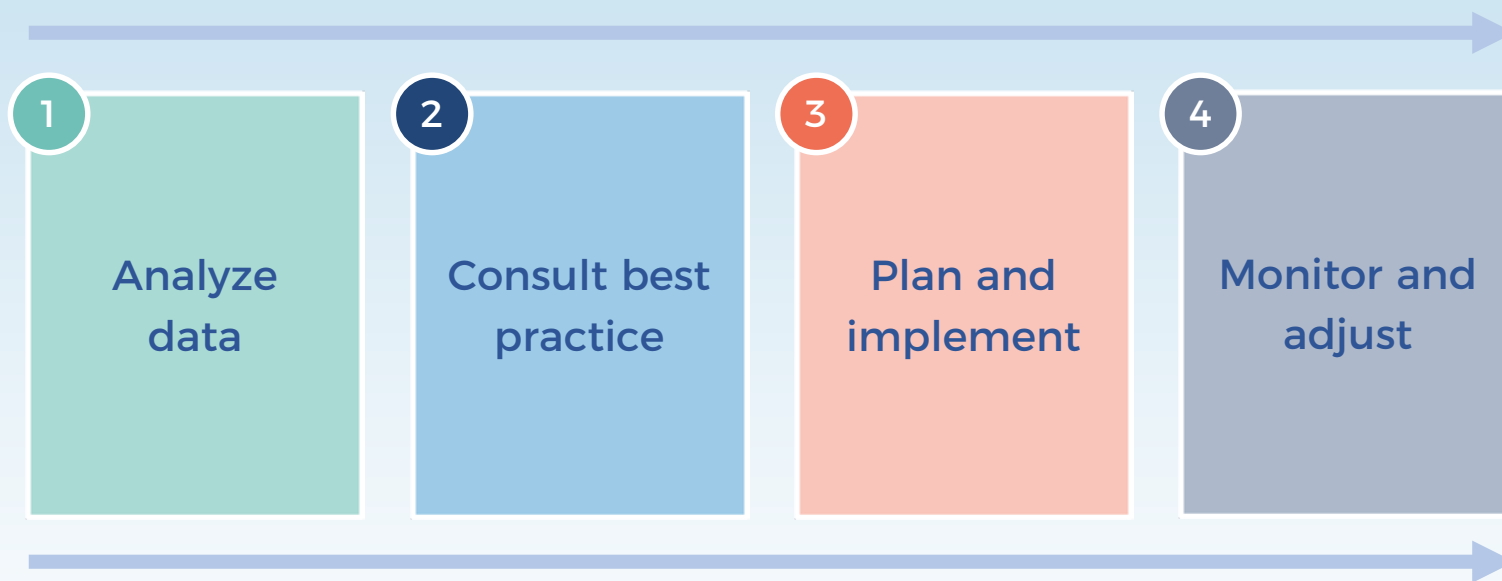 1
Analyze
data
2
Consult best
practice
3
Plan and
implement
4
Monitor and
adjust